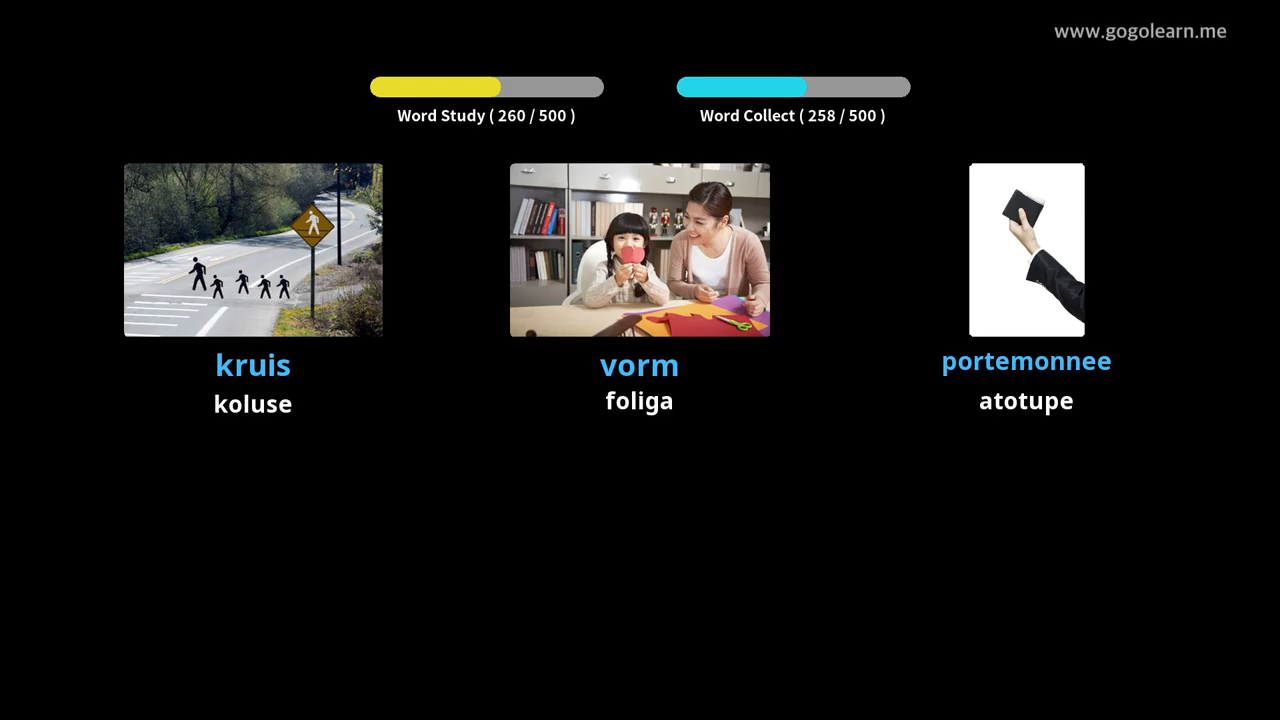 www.gogolearn.me
Word Study ( 260 / 500 )
Word Collect ( 258 / 500 )
kruis
koluse
vorm
foliga
portemonnee
atotupe